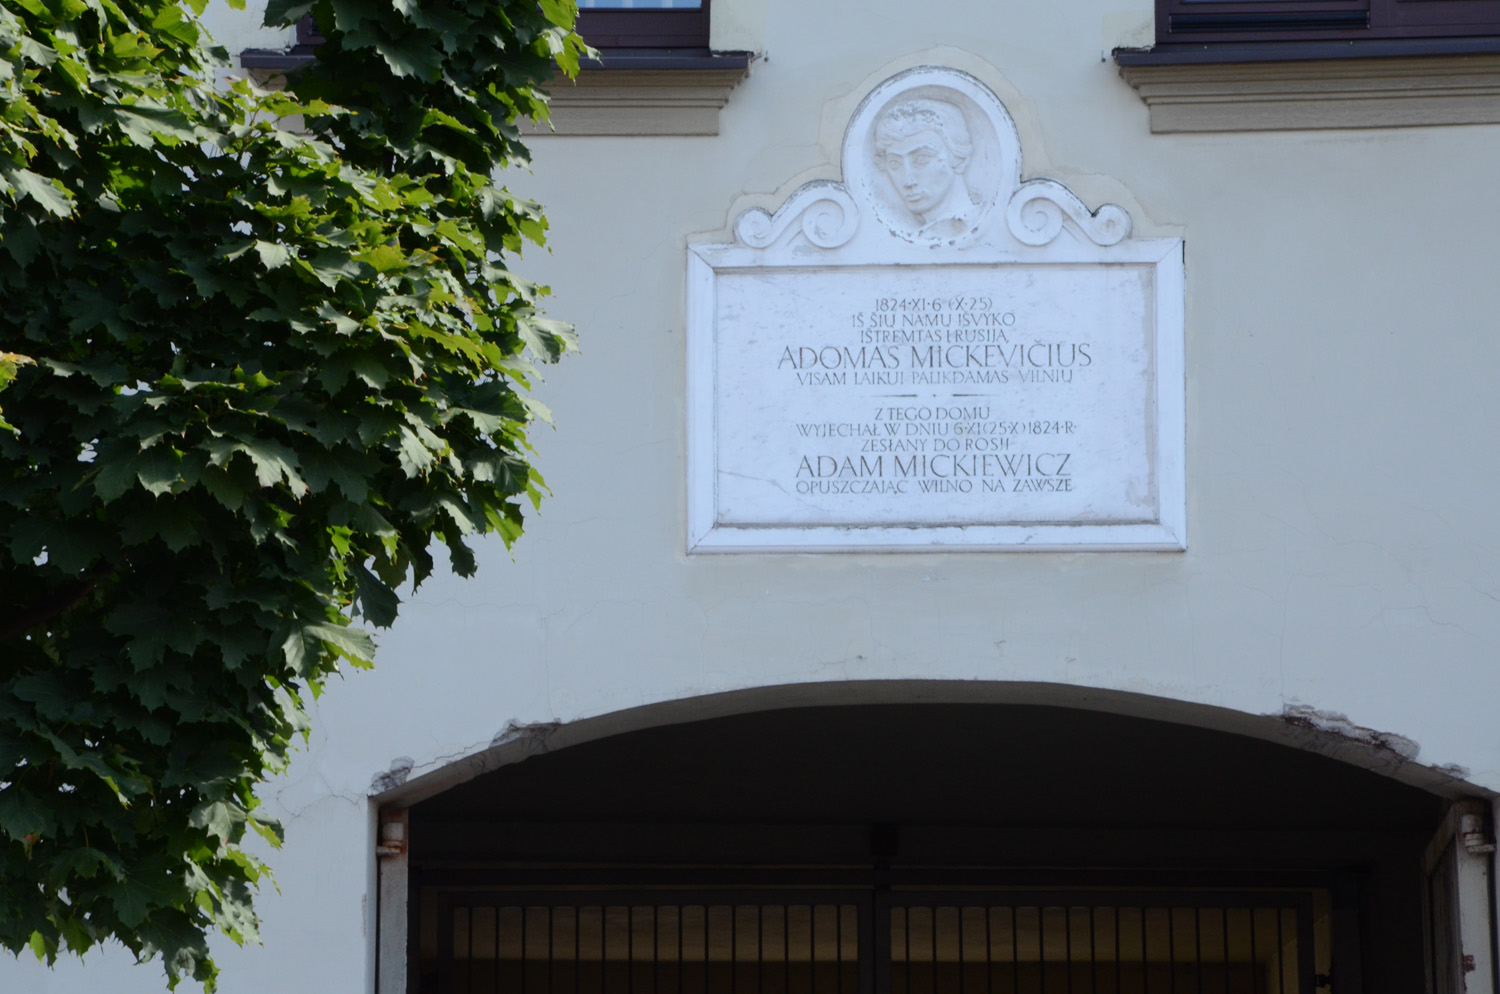 1824·XI·6 (X·25)
IŠ ŠIŲ NAMŲ IŠVYKO
IŠTREMTAS Į RUSIJĄ
ADOMAS MICKEVIČIUS
VISAM LAIKUI PALIKDAMAS VILNIŲ
Z TEGO DOMU
WYJECHAŁ W DNIU 6·XI(25·X)1824·R·
ZESŁANY DO ROSJI
ADAM MICKIEWICZ
OPUSZCZAJĄC WILNO NA ZAWSZE